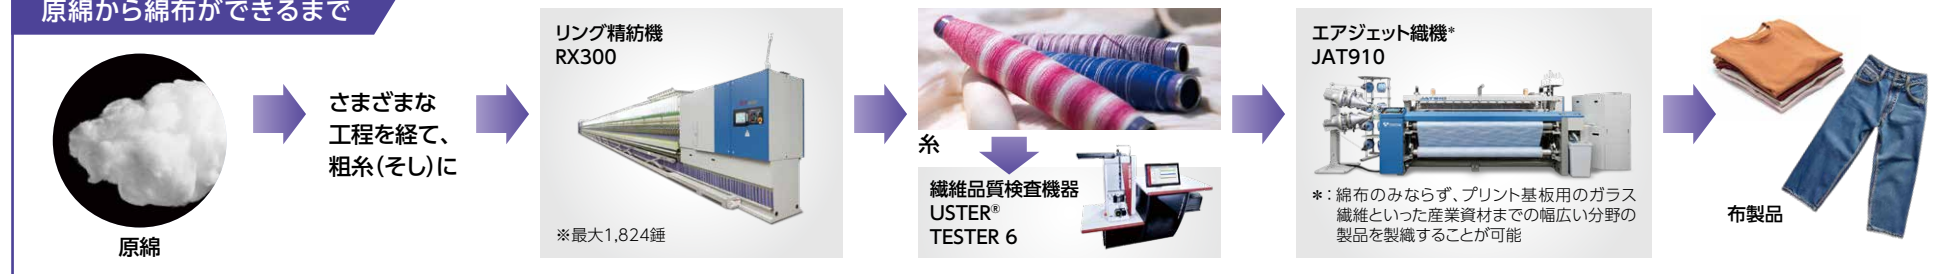 原綿から綿布ができるまで
原綿
さまざまな
工程を経て、
粗糸（そし）に
リング精紡機
RX300
※最大1,824錘
糸
繊維品質検査機器
USTER®
TESTER 6
エアジェット織機*
JAT910
＊：綿布のみならず、プリント基板用のガラス
繊維といった産業資材までの幅広い分野の
製品を製織することが可能
布製品